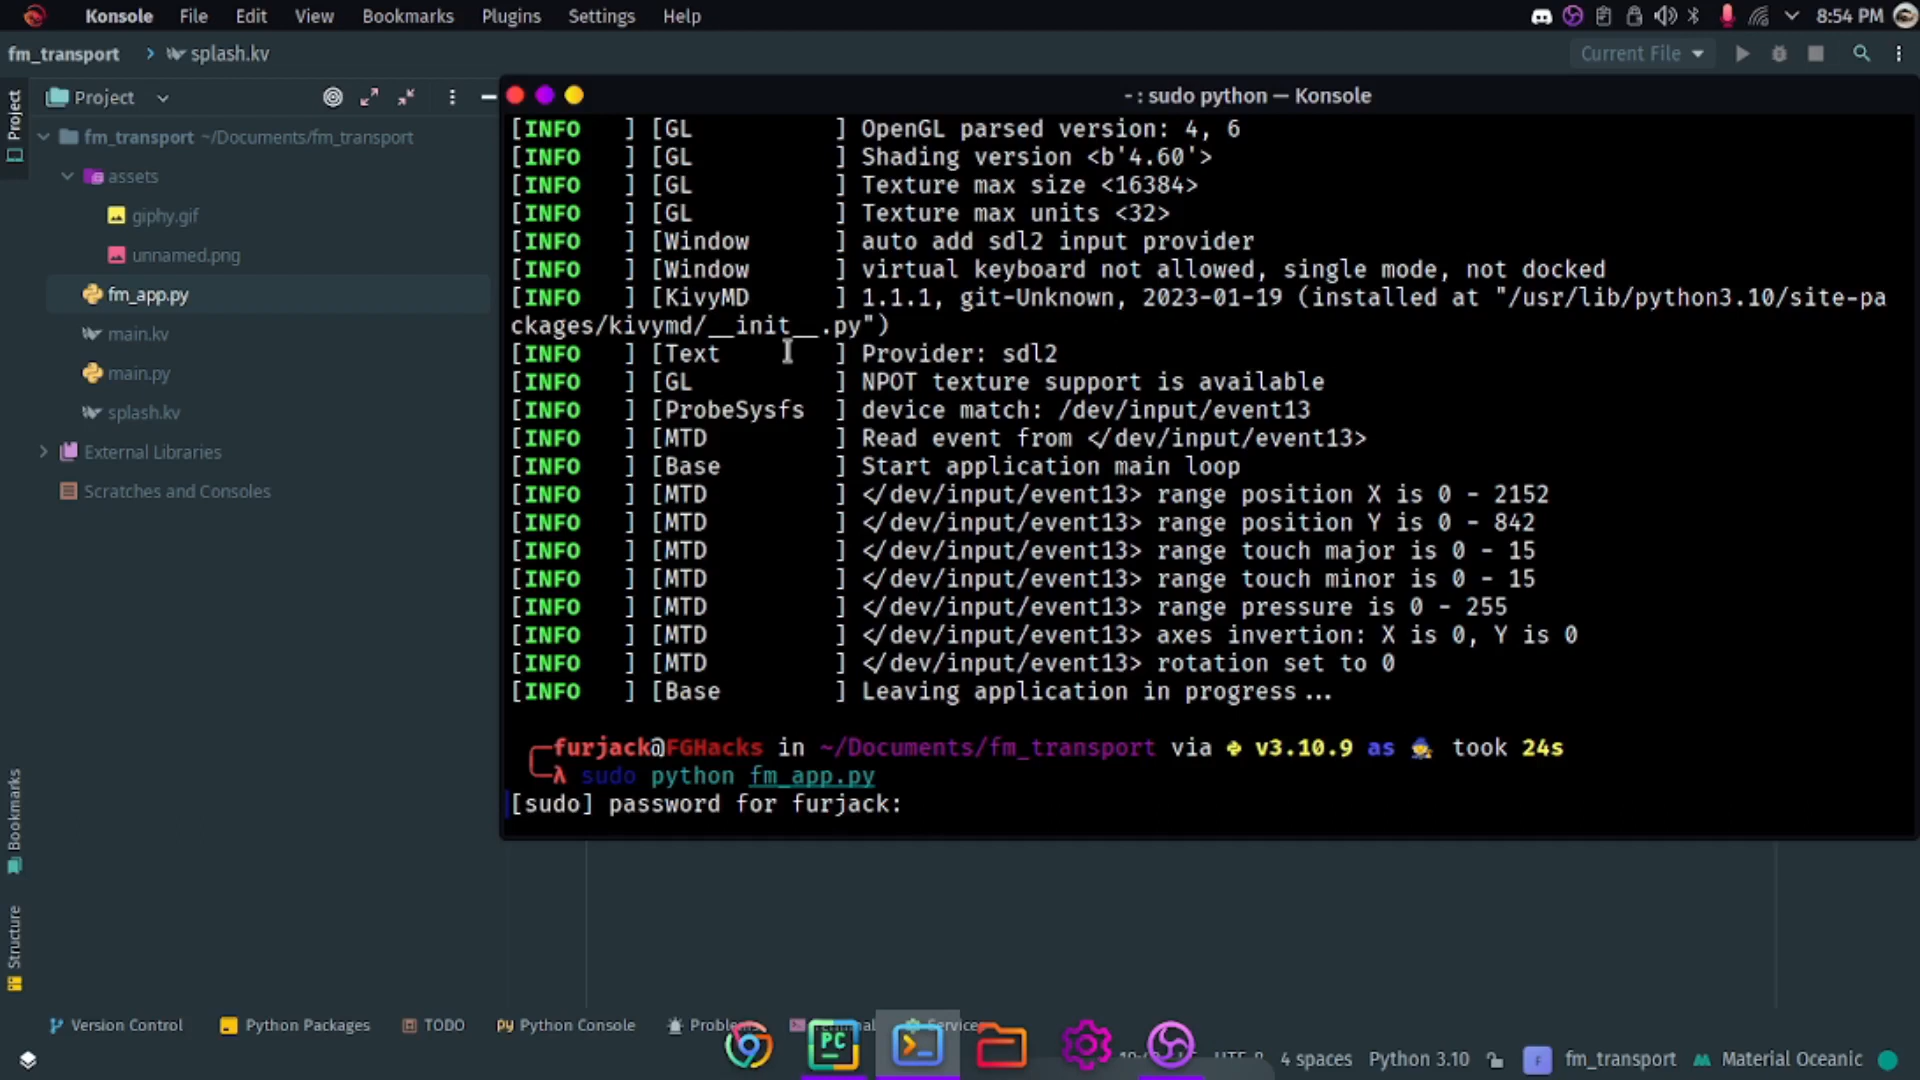 Konsole File Edit View Bookmarks Plugins Settings Help 8:54 PM
fm_transport splash.kv Current File
Project
- : sudo python — Konsole
Project
fm_transport ~/Documents/fm_transport
assets
giphy.gif
unnamed.png
fm_app.py
main.kv
main.py
splash.kv
External Libraries
Scratches and Consoles
[INFO   ] [GL          ] OpenGL parsed version: 4, 6
[INFO   ] [GL          ] Shading version <b'4.60'>
[INFO   ] [GL          ] Texture max size <16384>
[INFO   ] [GL          ] Texture max units <32>
[INFO   ] [Window      ] auto add sdl2 input provider
[INFO   ] [Window      ] virtual keyboard not allowed, single mode, not docked
[INFO   ] [KivyMD      ] 1.1.1, git-Unknown, 2023-01-19 (installed at "/usr/lib/python3.10/site-pa
ckages/kivymd/__init__.py")
[INFO   ] [Text        ] Provider: sdl2
[INFO   ] [GL          ] NPOT texture support is available
[INFO   ] [ProbeSysfs  ] device match: /dev/input/event13
[INFO   ] [MTD         ] Read event from </dev/input/event13>
[INFO   ] [Base        ] Start application main loop
[INFO   ] [MTD         ] </dev/input/event13> range position X is 0 - 2152
[INFO   ] [MTD         ] </dev/input/event13> range position Y is 0 - 842
[INFO   ] [MTD         ] </dev/input/event13> range touch major is 0 - 15
[INFO   ] [MTD         ] </dev/input/event13> range touch minor is 0 - 15
[INFO   ] [MTD         ] </dev/input/event13> range pressure is 0 - 255
[INFO   ] [MTD         ] </dev/input/event13> axes invertion: X is 0, Y is 0
[INFO   ] [MTD         ] </dev/input/event13> rotation set to 0
[INFO   ] [Base        ] Leaving application in progress...
furjack@FGHacks in ~/Documents/fm_transport via v3.10.9 as took 24s
λ sudo python fm_app.py
[sudo] password for furjack:
Bookmarks
Structure
Version Control Python Packages TODO Python Console
PC
4 spaces Python 3.10 F fm_transport Material Oceanic